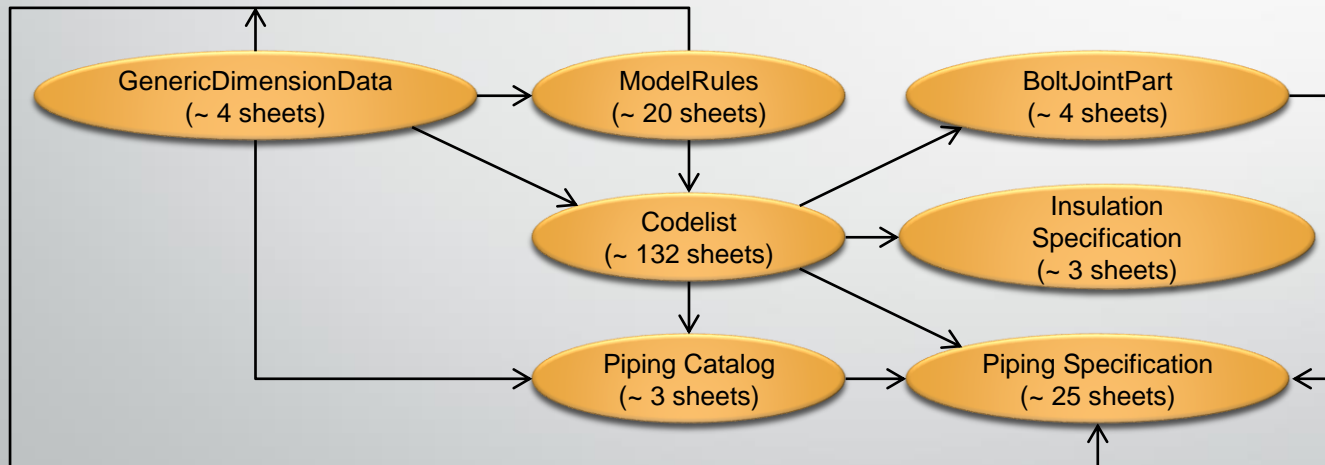 GenericDimensionData
(~ 4 sheets)
ModelRules
(~ 20 sheets)
BoltJointPart
(~ 4 sheets)
Codelist
(~ 132 sheets)
Insulation
Specification
(~ 3 sheets)
Piping Catalog
(~ 3 sheets)
Piping Specification
(~ 25 sheets)